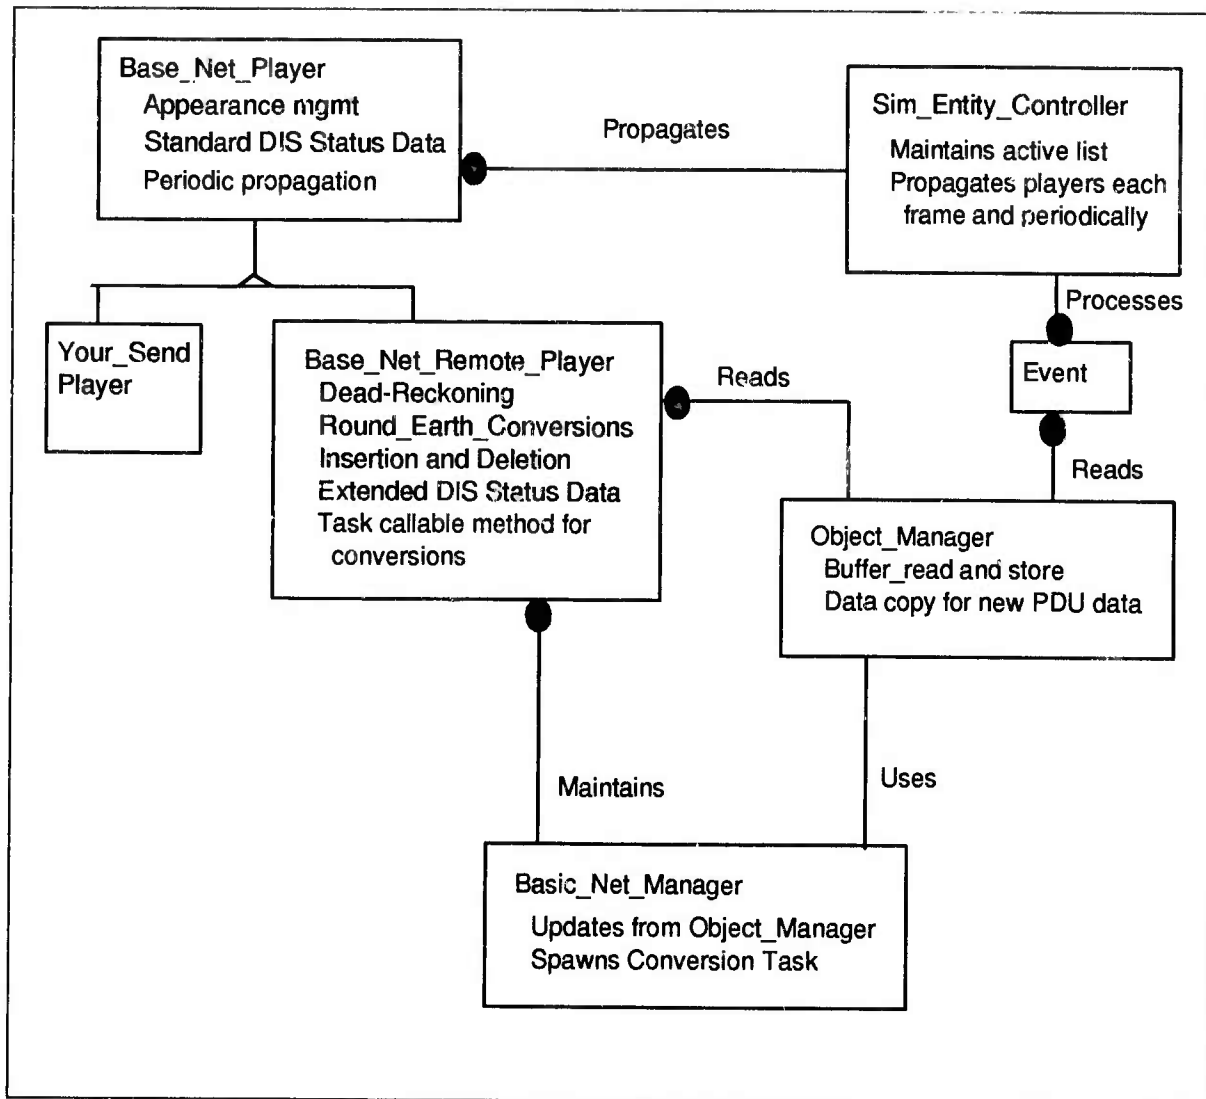 Base_Net_Player
Appearance mgmt
Standard DIS Status Data
Periodic propagation
Propagates
Sim_Entity_Controller
Maintains active list
Propagates players each
frame and periodically
Processes
Event
Reads
Your_Send
Player
Base_Net_Remote_Player
Dead-Reckoning
Round_Earth_Conversions
Insertion and Deletion
Extended DIS Status Data
Task callable method for
conversions
Reads
Object_Manager
Buffer_read and store
Data copy for new PDU data
Maintains
Uses
Basic_Net_Manager
Updates from Object_Manager
Spawns Conversion Task